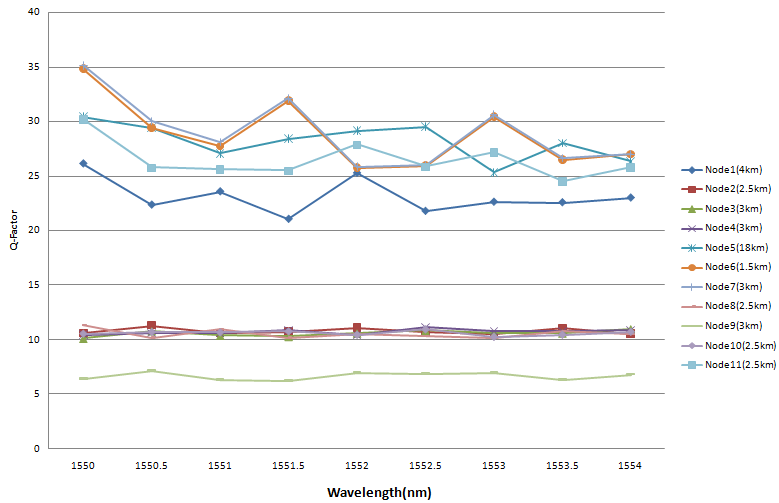 40
35
30
25
20
15
10
5
0
Q-Factor
1550 1550.5 1551 1551.5 1552 1552.5 1553 1553.5 1554
Wavelength(nm)
Node1(4km)
Node2(2.5km)
Node3(3km)
Node4(3km)
Node5(18km)
Node6(1.5km)
Node7(3km)
Node8(2.5km)
Node9(3km)
Node10(2.5km)
Node11(2.5km)